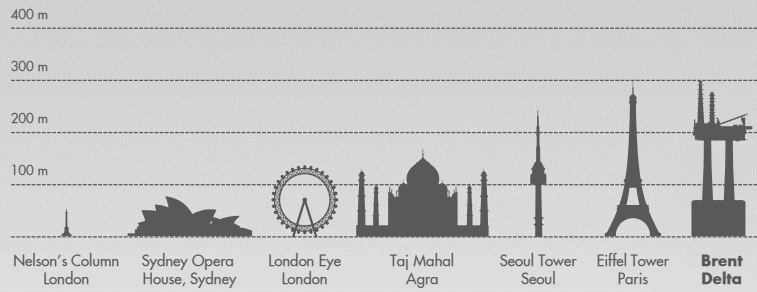 400 m
300 m
200 m
100 m
Nelson's Column
London
Sydney Opera
House, Sydney
London Eye
London
Taj Mahal
Agra
Seoul Tower
Seoul
Eiffel Tower
Paris
Brent
Delta